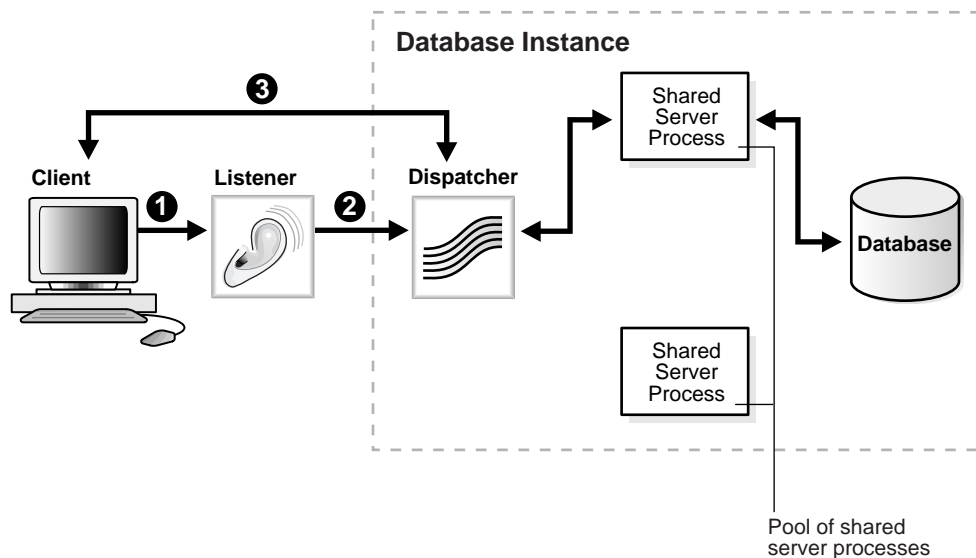 Database Instance
3
Shared
Server
Process
Client
Listener
Dispatcher
1
2
Database
Shared
Server
Process
Pool of shared
server processes